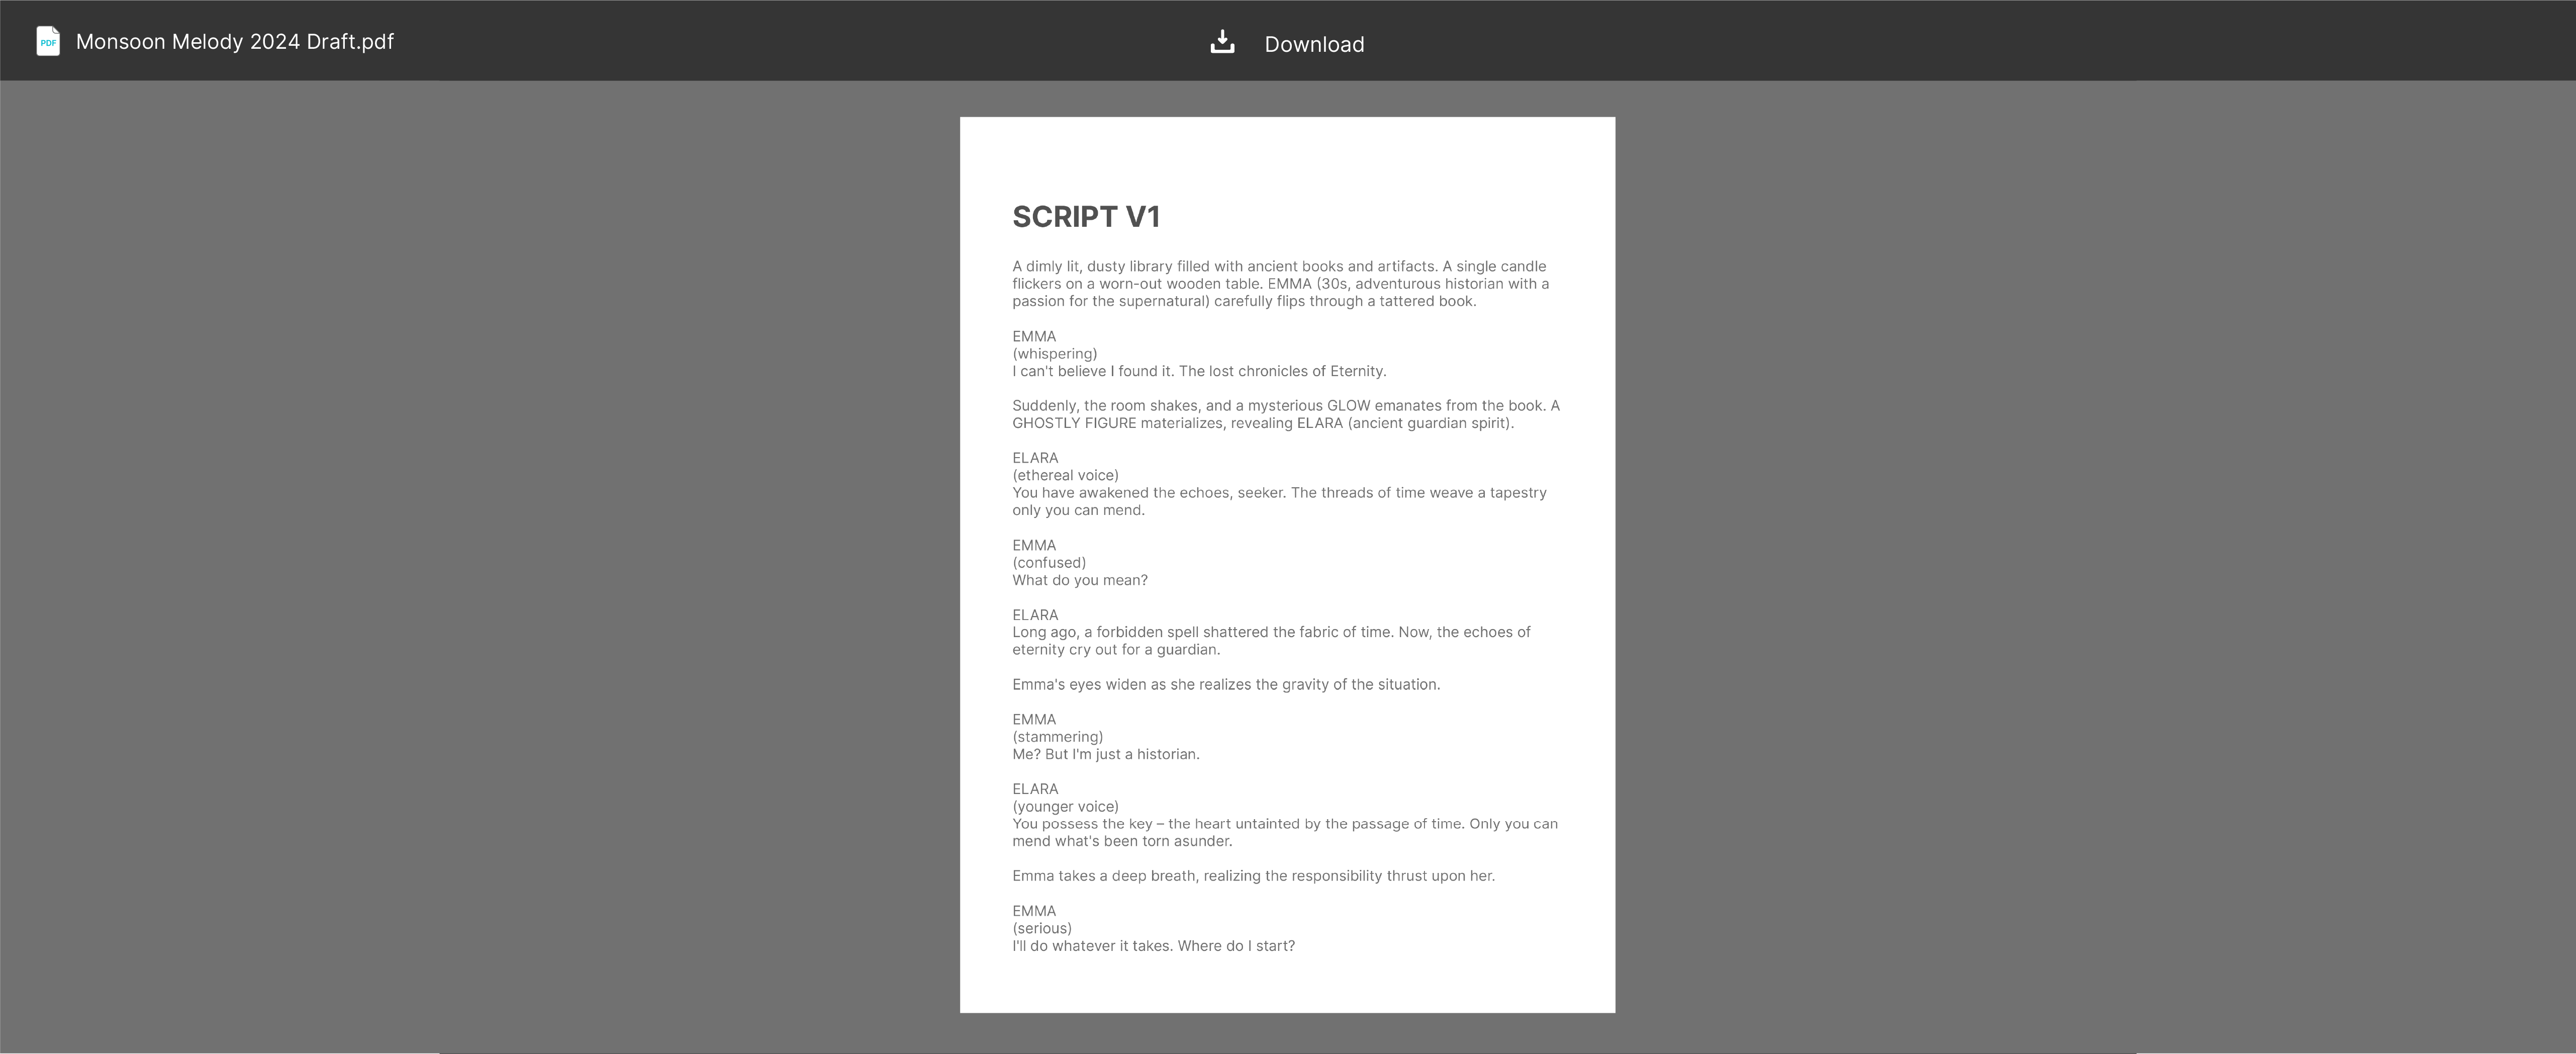 PDF Monsoon Melody 2024 Draft.pdf
Download
SCRIPT V1
A dimly lit, dusty library filled with ancient books and artifacts. A single candle
flickers on a worn-out wooden table. EMMA (30s, adventurous historian with a
passion for the supernatural) carefully flips through a tattered book.
EMMA
(whispering)
I can't believe I found it. The lost chronicles of Eternity.
Suddenly, the room shakes, and a mysterious GLOW emanates from the book. A
GHOSTLY FIGURE materializes, revealing ELARA (ancient guardian spirit).
ELARA
(ethereal voice)
You have awakened the echoes, seeker. The threads of time weave a tapestry
only you can mend.
EMMA
(confused)
What do you mean?
ELARA
Long ago, a forbidden spell shattered the fabric of time. Now, the echoes of
eternity cry out for a guardian.
Emma's eyes widen as she realizes the gravity of the situation.
EMMA
(stammering)
Me? But I'm just a historian.
ELARA
(younger voice)
You possess the key – the heart untainted by the passage of time. Only you can
mend what's been torn asunder.
Emma takes a deep breath, realizing the responsibility thrust upon her.
EMMA
(serious)
I'll do whatever it takes. Where do I start?